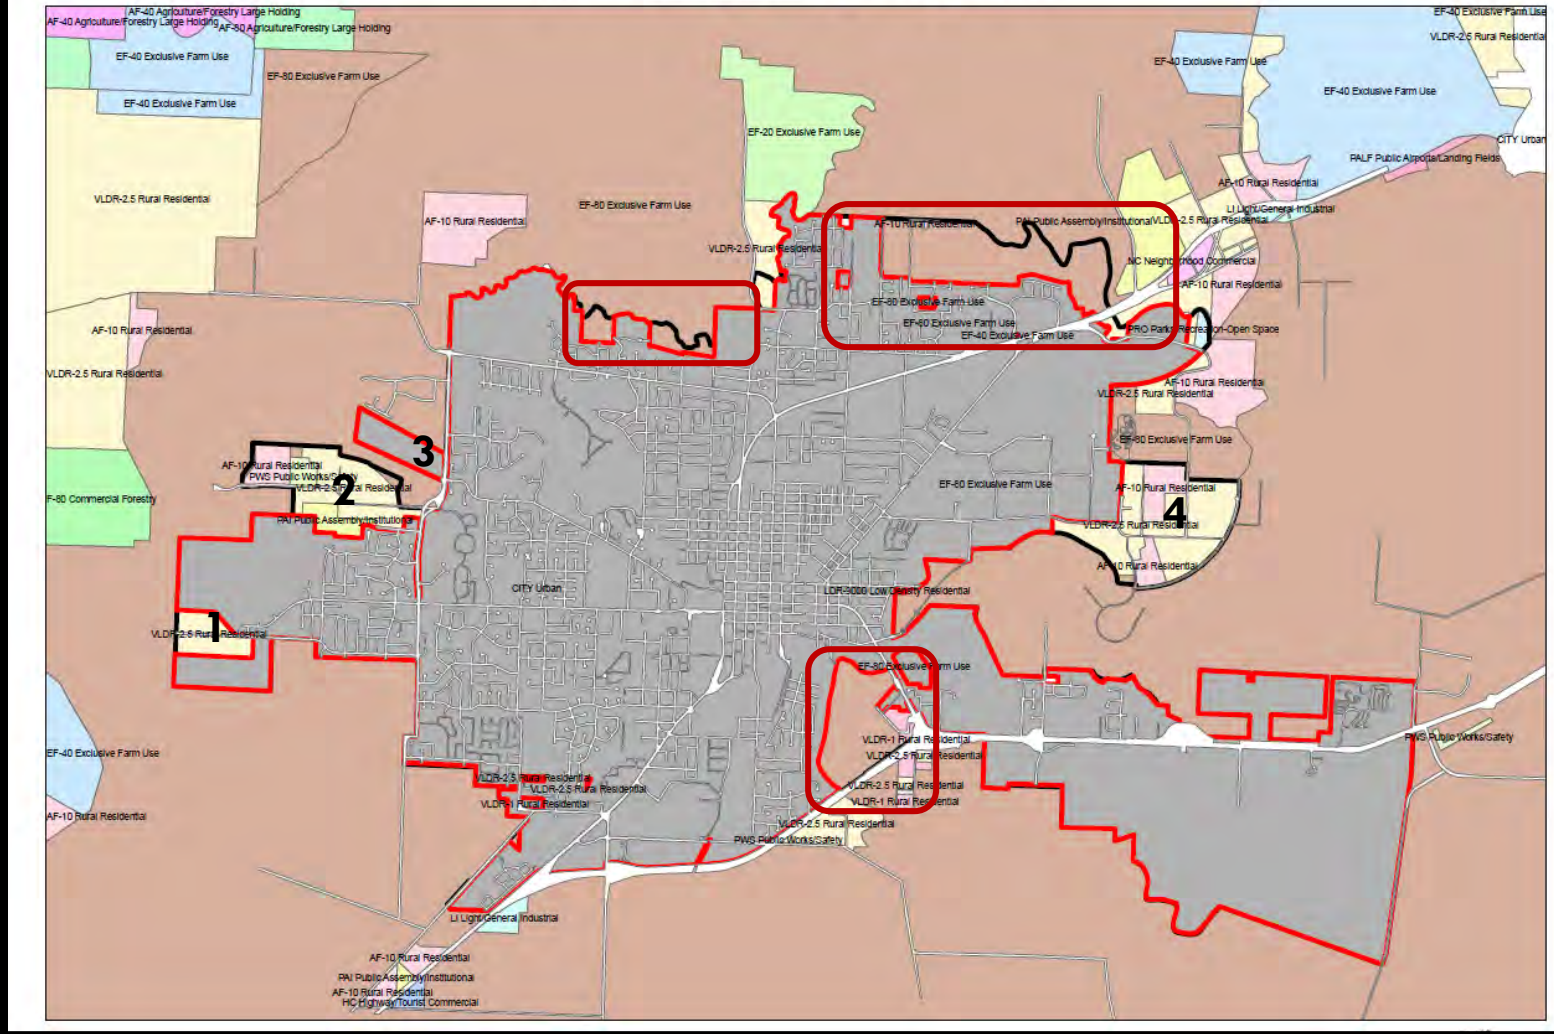 AF-40 Agriculture/Forestry Large Holding
AF-40 Agriculture/Forestry Large Holding
EF-40 Exclusive Farm Use
VLDR-2.5 Rural Residential
EF-40 Exclusive Farm Use
EF-80 Exclusive Farm Use
EF-40 Exclusive Farm Use
EF-40 Exclusive Farm Use
EF-40 Exclusive Farm Use
EF-20 Exclusive Farm Use
CITY Urban
PALF Public Airports/Landing Fields
AF-10 Rural Residential
VLDR-2.5 Rural Residential
EF-80 Exclusive Farm Use
LI Light/General Industrial
AF-10 Rural Residential
AF-10 Rural Residential
PAI Public Assembly/Institutional
VLDR-2.5 Rural Residential
VLDR-2.5 Rural Residential
NC Neighborhood Commercial
AF-10 Rural Residential
EF-80 Exclusive Farm Use
EF-60 Exclusive Farm Use
EF-40 Exclusive Farm Use
PRO Parks/Recreation-Open Space
AF-10 Rural Residential
VLDR-2.5 Rural Residential
AF-10 Rural Residential
VLDR-2.5 Rural Residential
EF-80 Exclusive Farm Use
3
AF-10 Rural Residential
PWS Public Works/Safety
2
VLDR-2.5 Rural Residential
EF-60 Exclusive Farm Use
AF-10 Rural Residential
F-80 Commercial Forestry
4
PAI Public Assembly/Institutional
VLDR-2.5 Rural Residential
AF-10 Rural Residential
CITY Urban
LDR-9000 Low Density Residential
1
VLDR-2.5 Rural Residential
EF-80 Exclusive Farm Use
EF-40 Exclusive Farm Use
VLDR-1 Rural Residential
PWS Public Works/Safety
VLDR-2.5 Rural Residential
VLDR-2.5 Rural Residential
VLDR-2.5 Rural Residential
VLDR-2.5 Rural Residential
VLDR-1 Rural Residential
VLDR-1 Rural Residential
AF-10 Rural Residential
VLDR-2.5 Rural Residential
PWS Public Works/Safety
LI Light/General Industrial
AF-10 Rural Residential
PAI Public Assembly/Institutional
AF-10 Rural Residential
HC Highway/Tourist Commercial